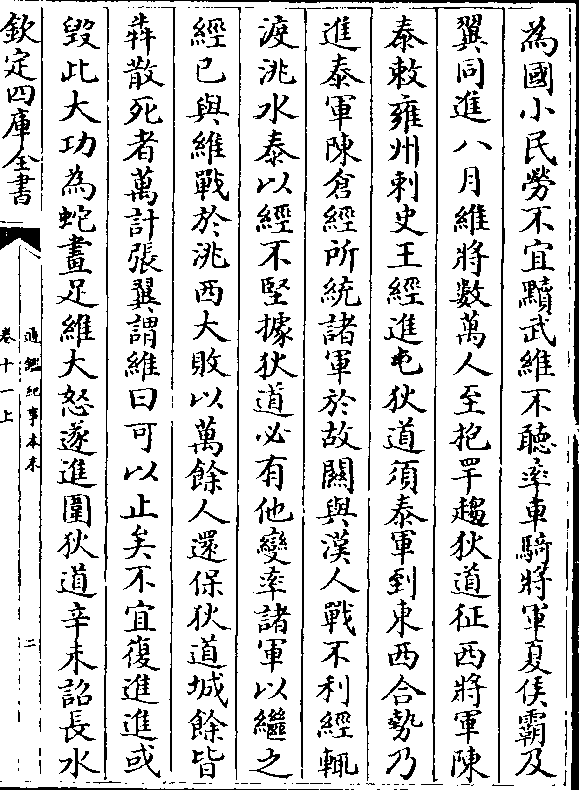 為國小民勞不宜黷武維不聽率車騎將軍夏侯霸及
翼同進八月維將數萬人至抱罕趨狄道征西將軍陳
泰敕雍州刺史王經進屯狄道須泰軍到東西合勢乃
進泰軍陳倉經所統諸軍於故關與漢人戰不利經輒
渡洮水泰以經不堅據狄道必有他變率諸軍以繼之
經已與維戰於洮西大敗以萬餘人還保狄道城餘皆
犇散死者萬計張翼謂維曰可以止矣不宜復進進或
毀此大功為蛇畫足維大怒遂進圍狄道辛未詔長水
欽定四庫全書
通鑑紀事本末
卷十一上
二